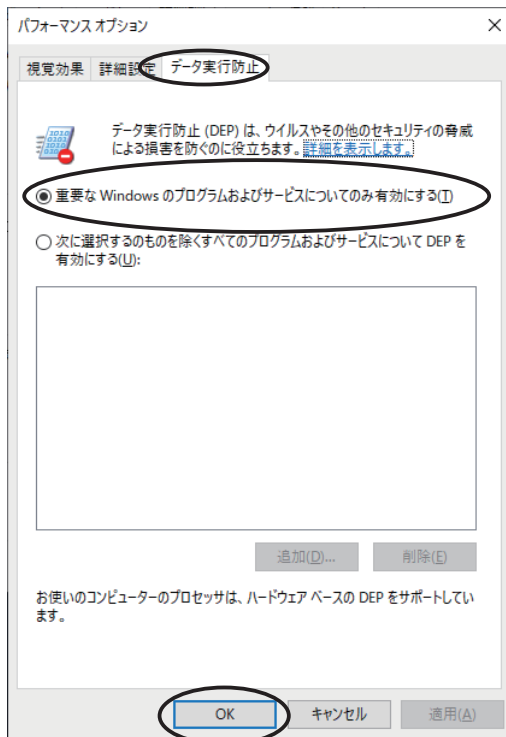 パフォーマンス オプション
視覚効果 詳細設定 データ実行防止
データ実行防止 (DEP) は、ウイルスやその他のセキュリティの脅威
による損害を防ぐのに役立ちます。詳細を表示します。
重要な Windows のプログラムおよびサービスについてのみ有効にする(T)
次に選択するのものを除くすべてのプログラムおよびサービスについて DEP を
有効にする(U):
追加(D)... 削除(E)
お使いのコンピューターのプロセッサは、ハードウェア ベースの DEP をサポートしてい
ます。
OK キャンセル 適用(A)